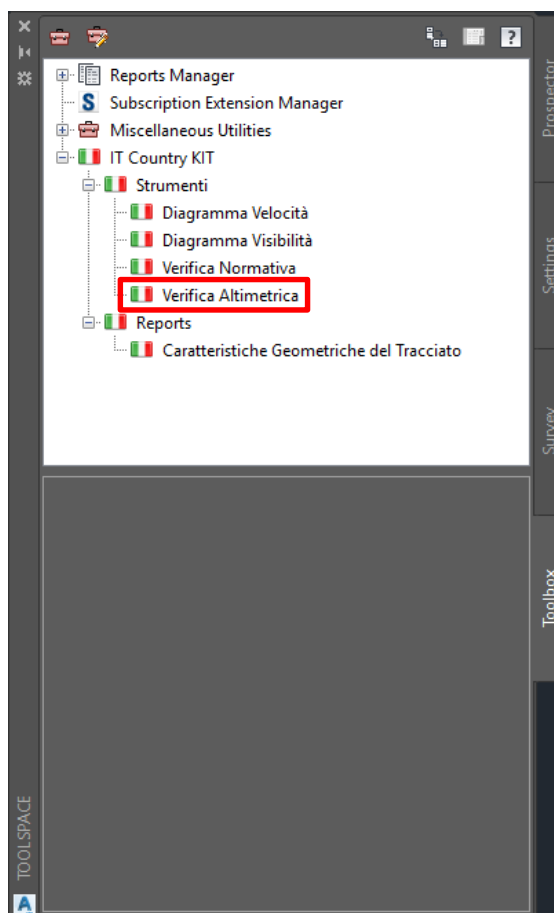 Reports Manager
S Subscription Extension Manager
Miscellaneous Utilities
IT Country KIT
Strumenti
Diagramma Velocità
Diagramma Visibilità
Verifica Normativa
Verifica Altimetrica
Reports
Caratteristiche Geometriche del Tracciato
?
Prospector
Settings
Survey
Toolbox
TOOLSPACE
A